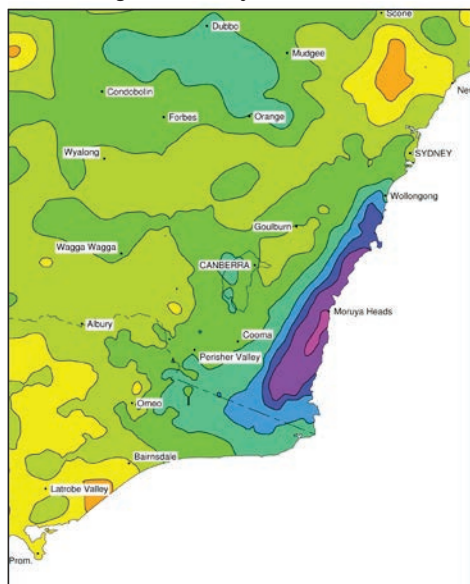 Scone
Dubbo
Mudgee
Condobolin
Forbes
Orange
Wyalong
SYDNEY
Wollongong
Goulburn
Wagga Wagga
CANBERRA
Moruya Heads
Albury
Cooma
Perisher Valley
Omeo
Bairnsdale
Latrobe Valley
Prom.